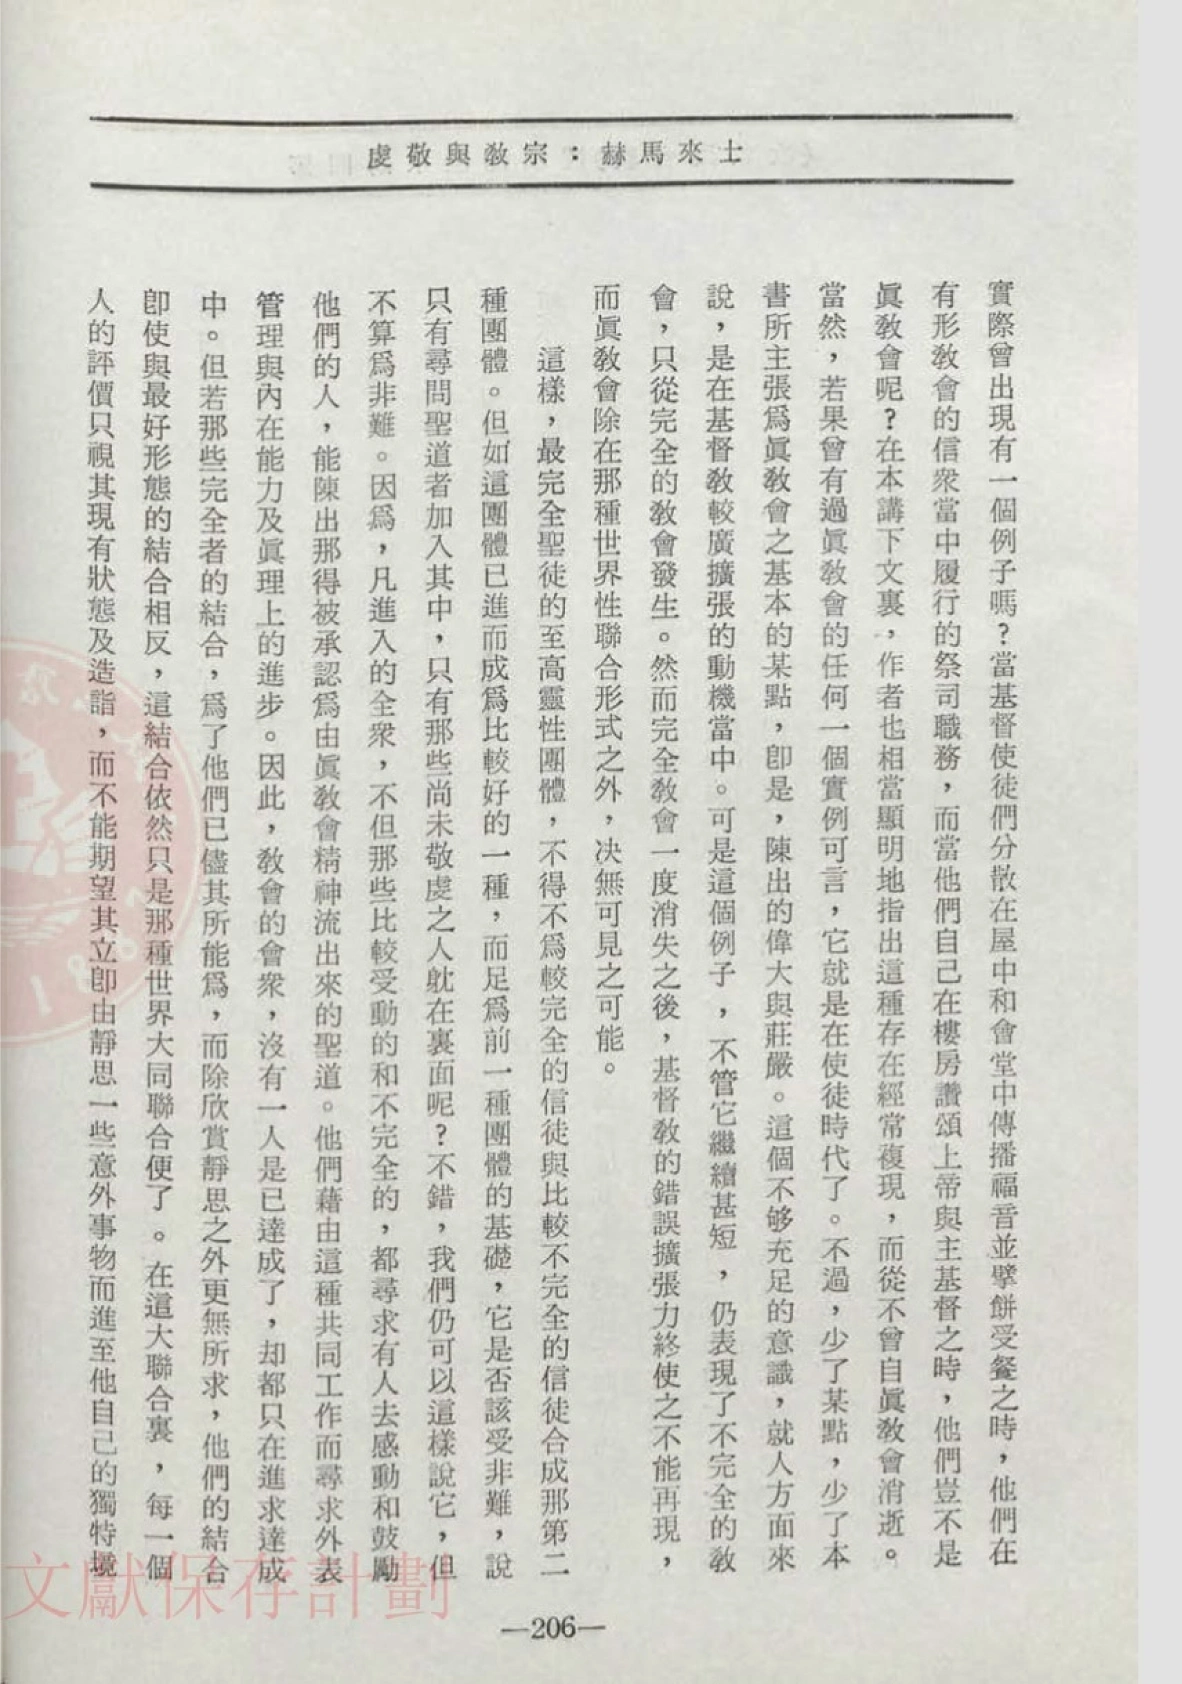 士來馬赫：宗敎與敬虔
實際曾出現有一個例子嗎？當基督使徒們分散在屋中和會堂中傳播福音並擘餅受餐之時，他們在
有形敎會的信衆當中履行的祭司職務，而當他們自己在樓房讚頌上帝與主基督之時，他們豈不是
眞敎會呢？在本講下文裏，作者也相當顯明地指出這種存在經常複現，而從不曾自眞敎會消逝。
當然，若果曾有過眞敎會的任何一個實例可言，它就是在使徒時代了。不過，少了某點，少了本
書所主張爲眞敎會之基本的某點，卽是，陳出的偉大與莊嚴。這個不够充足的意識，就人方面來
說，是在基督敎較廣擴張的動機當中。可是這個例子，不管它繼續甚短，仍表現了不完全的敎
會，只從完全的敎會發生。然而完全敎會一度消失之後，基督敎的錯誤擴張力終使之不能再現，
而眞敎會除在那種世界性聯合形式之外，决無可見之可能。
這樣，最完全聖徒的至高靈性團體，不得不爲較完全的信徒與比較不完全的信徒合成那第二
種團體。但如這團體已進而成爲比較好的一種，而足爲前一種團體的基礎，它是否該受非難，說
只有尋問聖道者加入其中，只有那些尚未敬虔之人躭在裏面呢？不錯，我們仍可以這樣說它，但
不算爲非難。因爲，凡進入的全衆，不但那些比較受動的和不完全的，都尋求有人去感動和鼓勵
他們的人，能陳出那得被承認爲由眞敎會精神流出來的聖道。他們藉由這種共同工作而尋求外表
管理與內在能力及眞理上的進步。因此，敎會的會衆，沒有一人是已達成了，却都只在進求達成
中。但若那些完全者的結合，爲了他們已儘其所能爲，而除欣賞靜思之外更無所求，他們的結合
卽使與最好形態的結合相反，這結合依然只是那種世界大同聯合便了。在這大聯合裏，每一個
人的評價只視其現有狀態及造詣，而不能期望其立卽由靜思一些意外事物而進至他自己的獨特境
—206—
文獻保存計劃